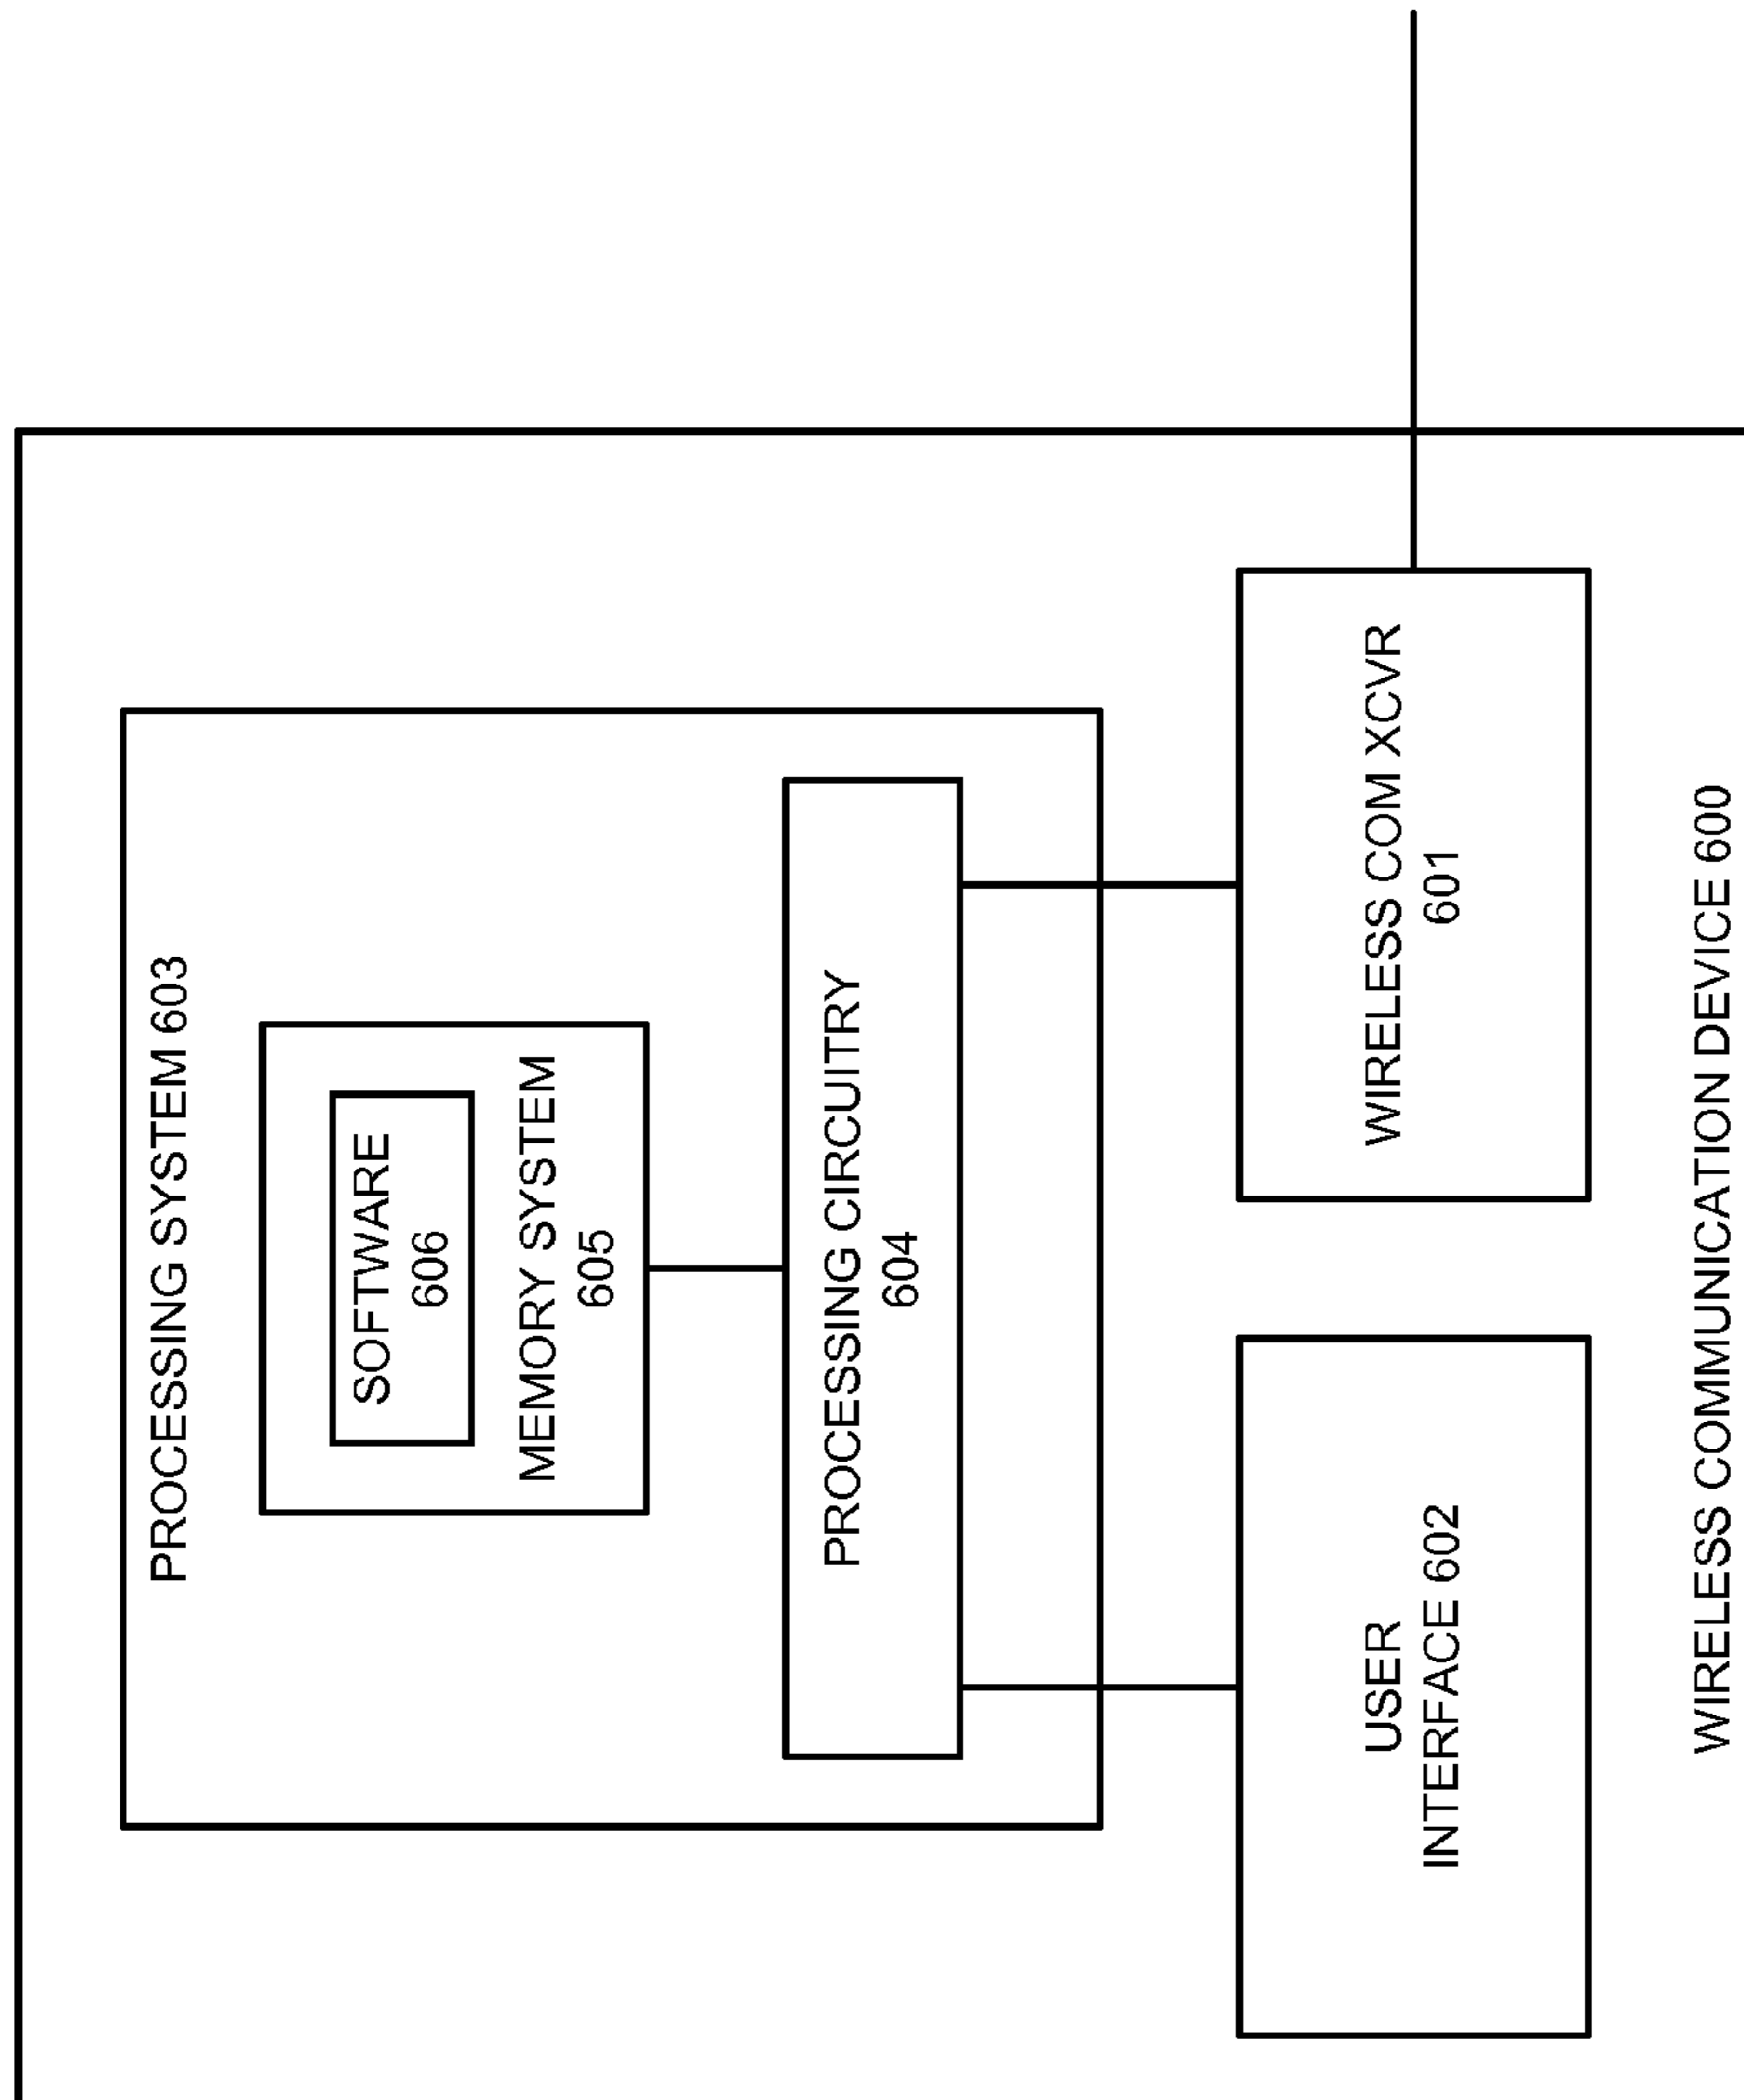 PROCESSING SYSTEM 603
SOFTWARE
606
MEMORY SYSTEM
605
PROCESSING CIRCUITRY
604
USER
INTERFACE 602
WIRELESS COM XCVR
601
WIRELESS COMMUNICATION DEVICE 600